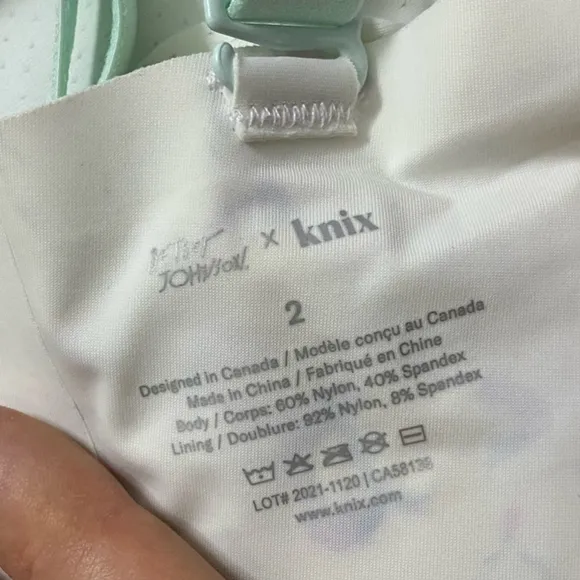 BETSEY JOHNSON. x knix
2
Designed in Canada / Modèle conçu au Canada
Made in China / Fabriqué en Chine
Body / Corps: 60% Nylon, 40% Spandex
Lining / Doublure: 92% Nylon, 8% Spandex
LOT# 2021-1120 | CA58136
www.knix.com